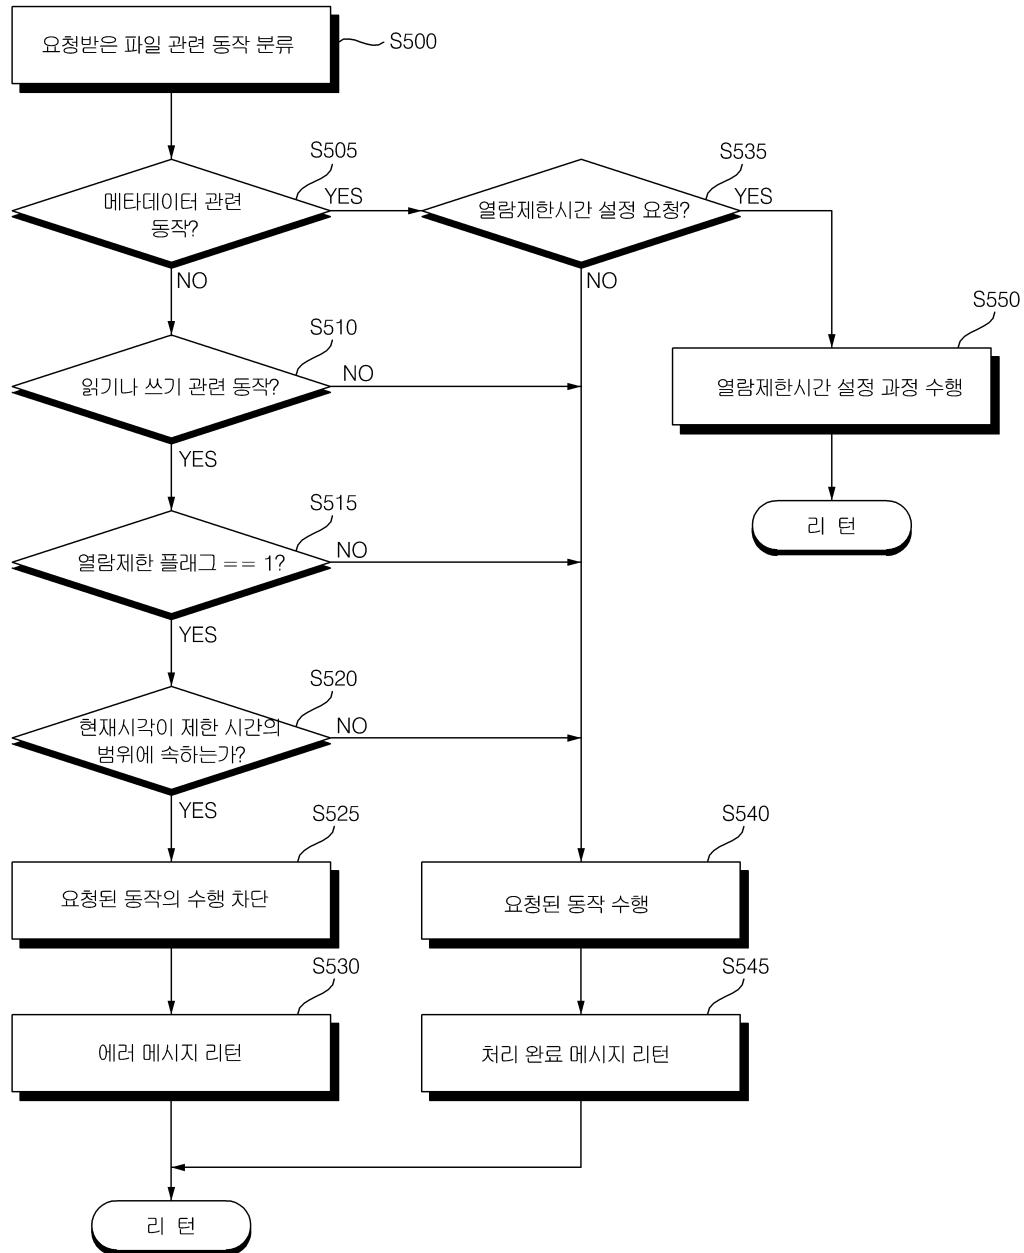 요청받은 파일 관련 동작 분류
S500
S505
메타데이터 관련
동작?
YES
NO
S535
열람제한시간 설정 요청?
YES
NO
S550
열람제한시간 설정 과정 수행
리 턴
S510
읽기나 쓰기 관련 동작?
NO
YES
S515
열람제한 플래그 == 1?
NO
YES
S520
현재시각이 제한 시간의
범위에 속하는가?
NO
YES
S525
요청된 동작의 수행 차단
S540
요청된 동작 수행
S530
에러 메시지 리턴
S545
처리 완료 메시지 리턴
리 턴